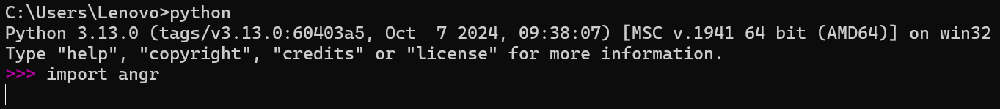 C:\Users\Lenovo>python
Python 3.13.0 (tags/v3.13.0:60403a5, Oct  7 2024, 09:38:07) [MSC v.1941 64 bit (AMD64)] on win32
Type "help", "copyright", "credits" or "license" for more information.
>>> import angr